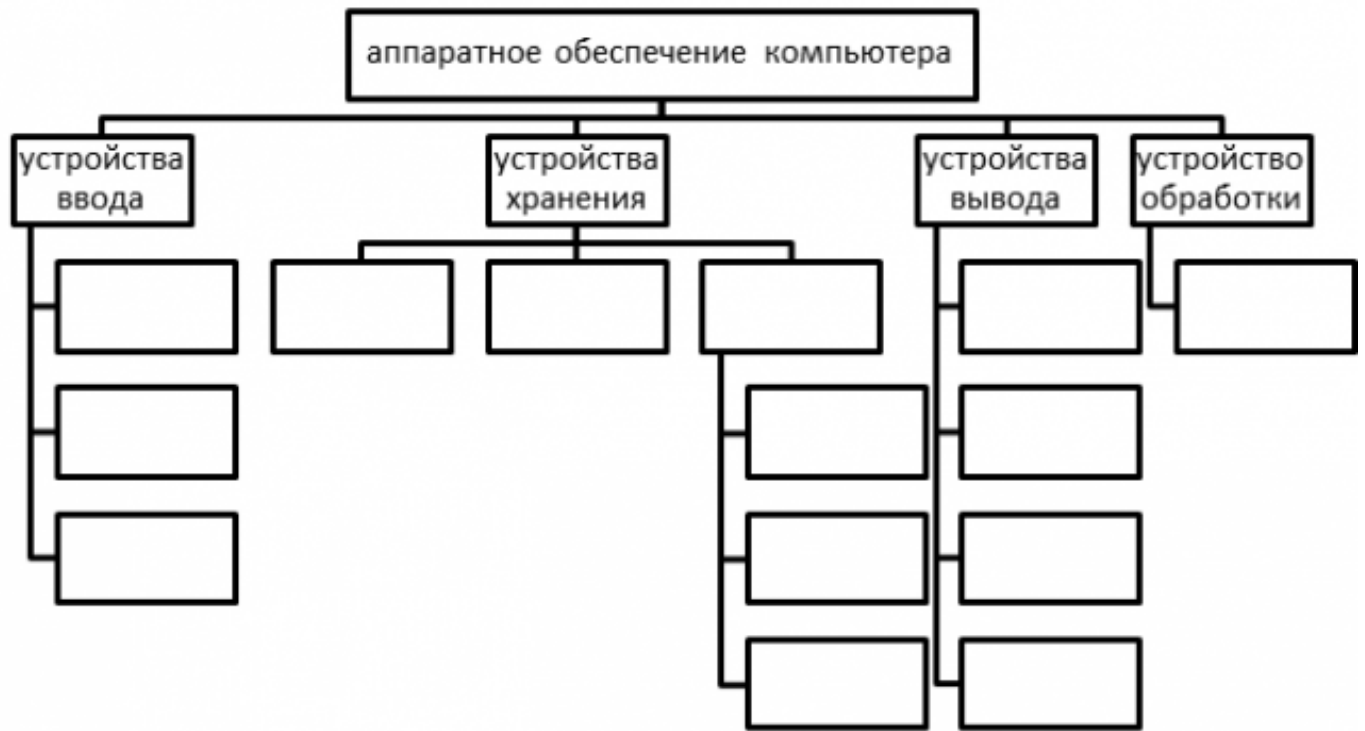 аппаратное обеспечение компьютера
устройства
ввода
устройства
хранения
устройства
вывода
устройство
обработки